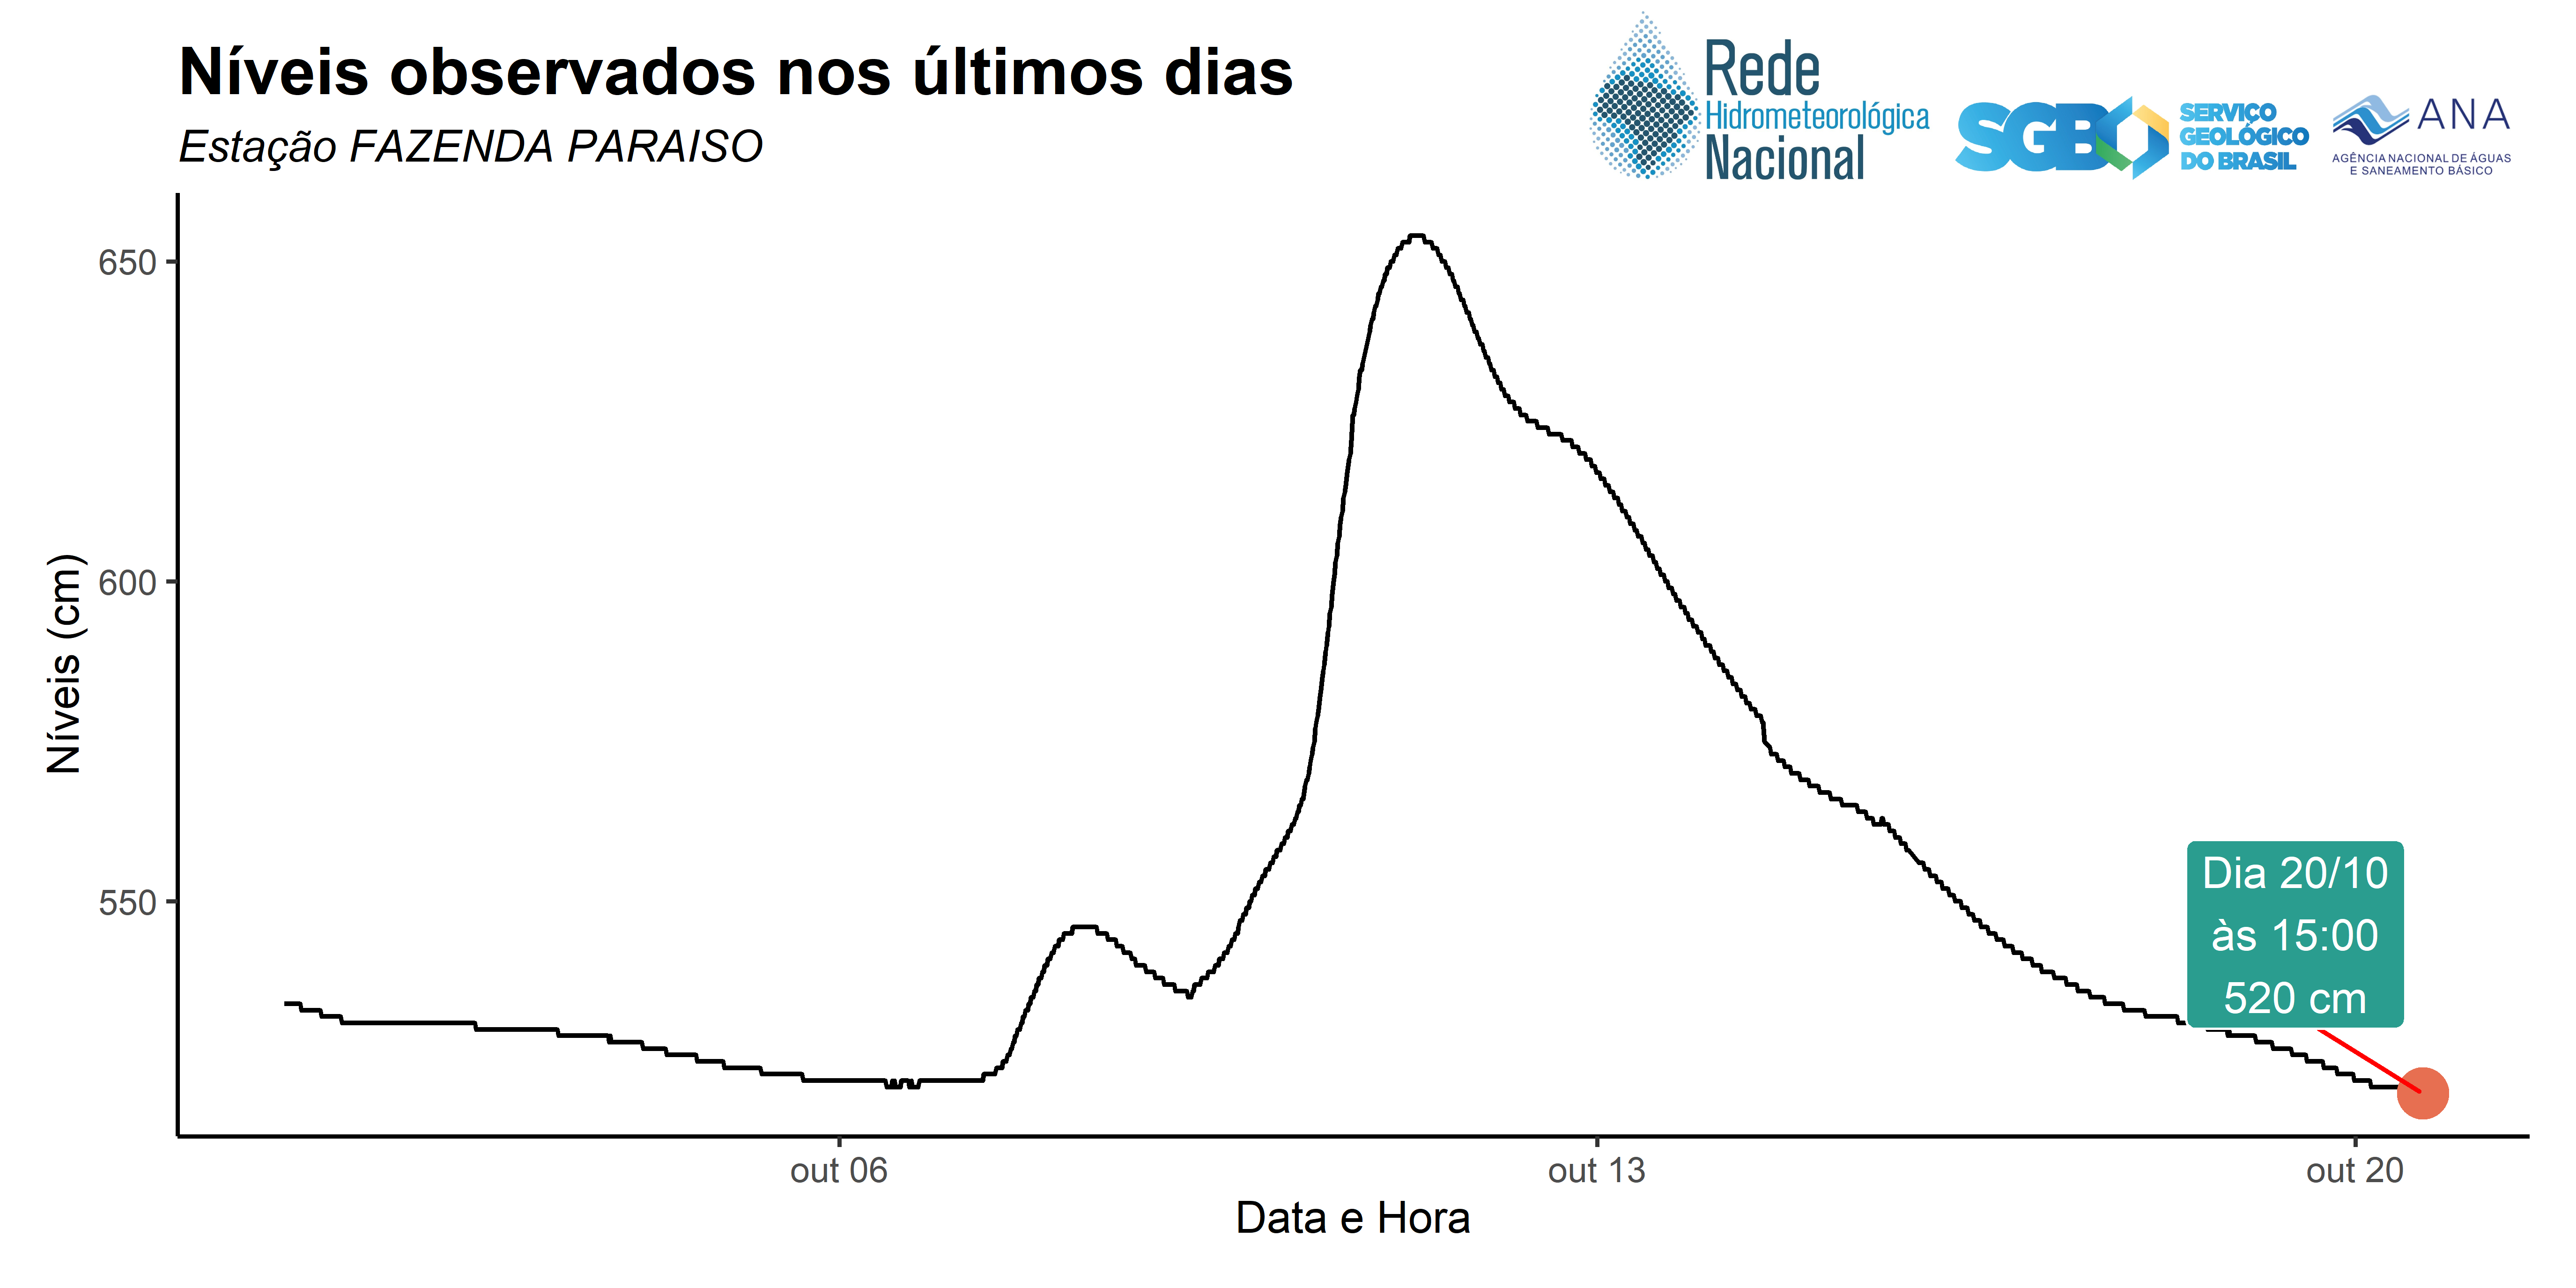 Níveis observados nos últimos dias
Estação FAZENDA PARAISO
Rede
Hidrometeorológica
Nacional
SGB
SERVIÇO
GEOLÓGICO
DO BRASIL
ANA
AGÊNCIA NACIONAL DE ÁGUAS
E SANEAMENTO BÁSICO
Níveis (cm)
650
600
550
Dia 20/10
às 15:00
520 cm
out 06
out 13
out 20
Data e Hora